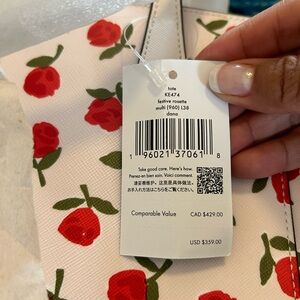 tote
KE474
festive rosette
multi (960) L38
dana
1 96021 37061 8
Take good care. Here's how.
Prenez-en bien soin. Voici comment.
Comparable Value
CAD $429.00
USD $359.00